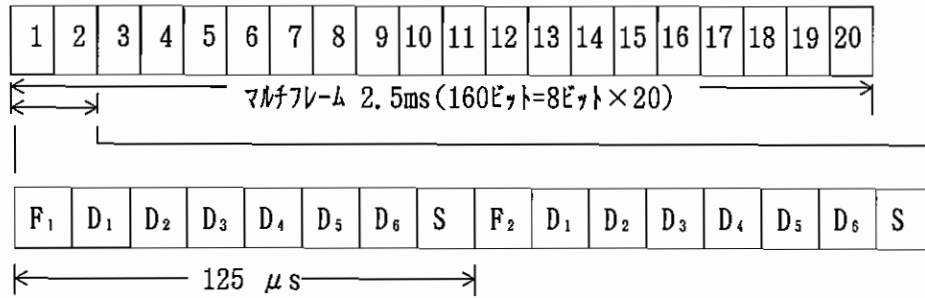 1 2 3 4 5 6 7 8 9 10 11 12 13 14 15 16 17 18 19 20
マルチフレーム 2.5ms(160ビット=8ビット×20)
F₁ D₁ D₂ D₃ D₄ D₅ D₆ S F₂ D₁ D₂ D₃ D₄ D₅ D₆ S
125 μs